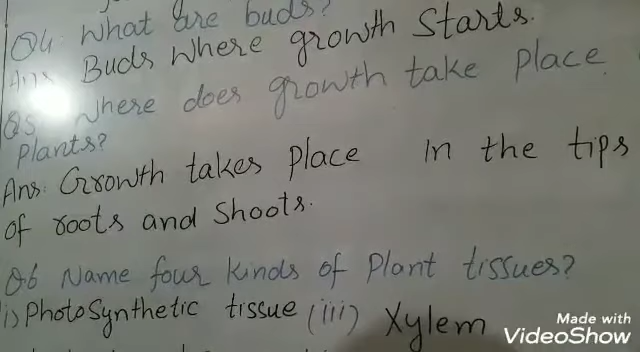 Q4. What are buds?
Ans Buds where growth starts.
Q5 Where does growth take place
Plants?
Ans. Growth takes place in the tips
of roots and shoots.
Q6 Name four kinds of Plant tissues?
i) PhotoSynthetic tissue (iii) Xylem
Made with
VideoShow